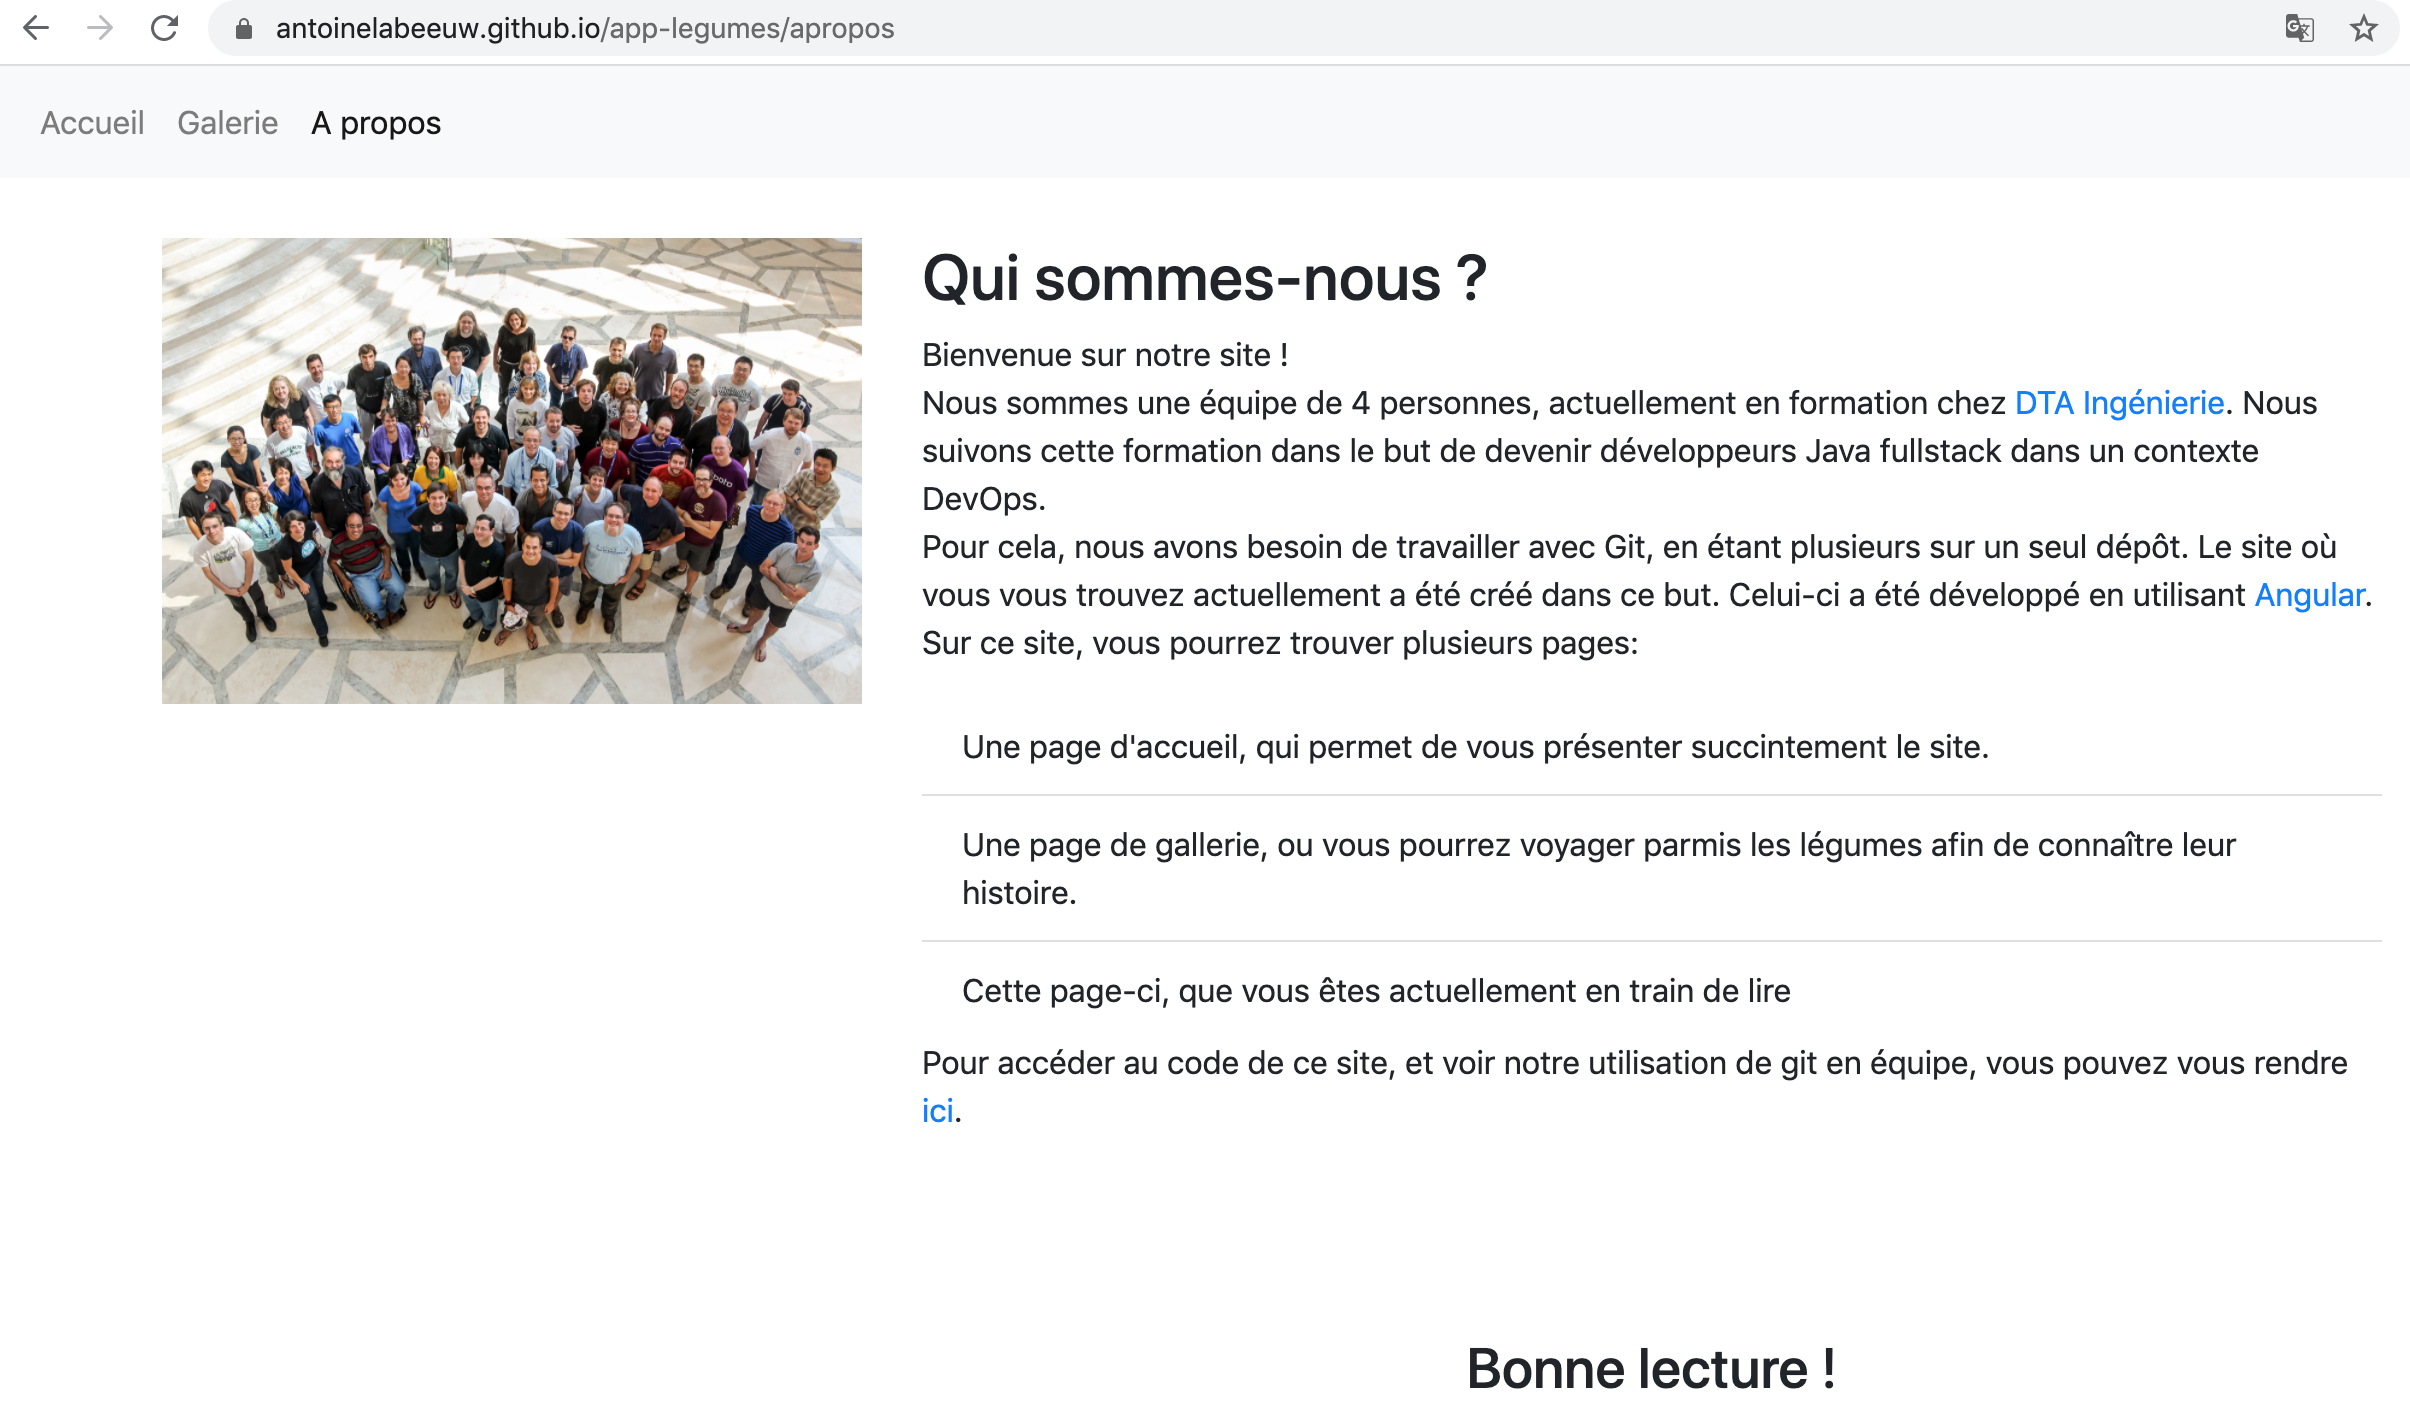 antoinelabeeuw.github.io/app-legumes/apropos
Accueil Galerie A propos
Qui sommes-nous ?
Bienvenue sur notre site !
Nous sommes une équipe de 4 personnes, actuellement en formation chez DTA Ingénierie. Nous
suivons cette formation dans le but de devenir développeurs Java fullstack dans un contexte
DevOps.
Pour cela, nous avons besoin de travailler avec Git, en étant plusieurs sur un seul dépôt. Le site où
vous vous trouvez actuellement a été créé dans ce but. Celui-ci a été développé en utilisant Angular.
Sur ce site, vous pourrez trouver plusieurs pages:
Une page d'accueil, qui permet de vous présenter succintement le site.
Une page de gallerie, ou vous pourrez voyager parmis les légumes afin de connaître leur
histoire.
Cette page-ci, que vous êtes actuellement en train de lire
Pour accéder au code de ce site, et voir notre utilisation de git en équipe, vous pouvez vous rendre
ici.
Bonne lecture !